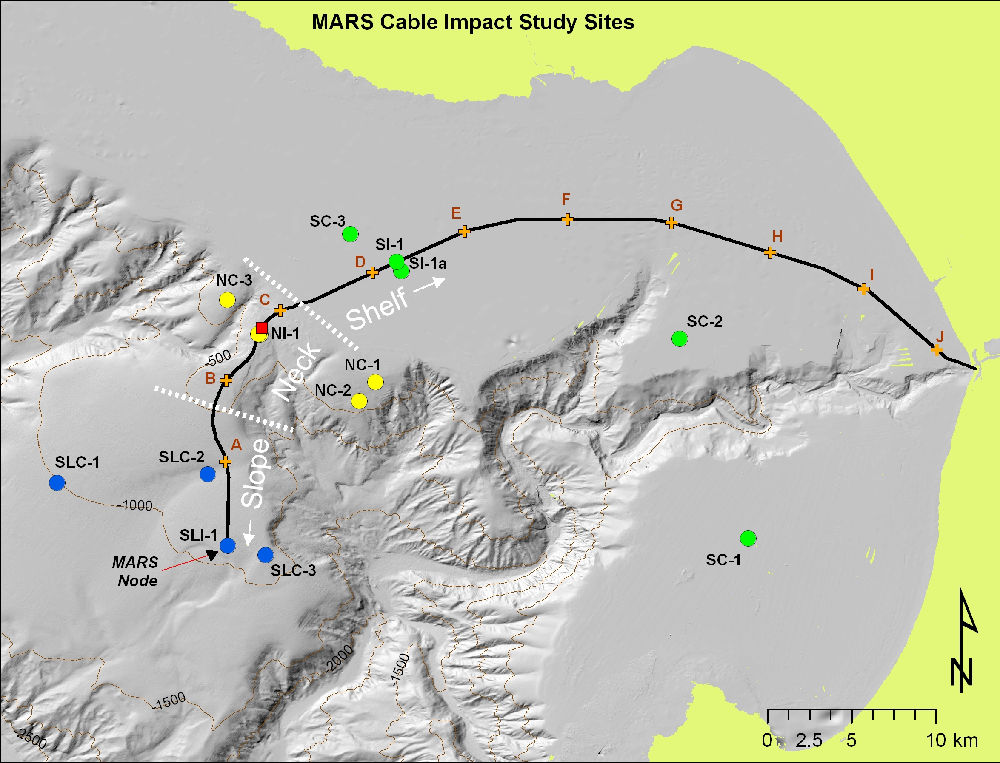 MARS Cable Impact Study Sites
F
G
E
SC-3
H
SI-1
D
SI-1a
I
NC-3
C
Shelf
SC-2
NI-1
J
-500
Neck
NC-1
B
NC-2
A
SLC-2
SLC-1
Slope
-1000
SLI-1
MARS
Node
SC-1
SLC-3
-2000
-1500
-1500
N
-2500
0 2.5 5 10 km